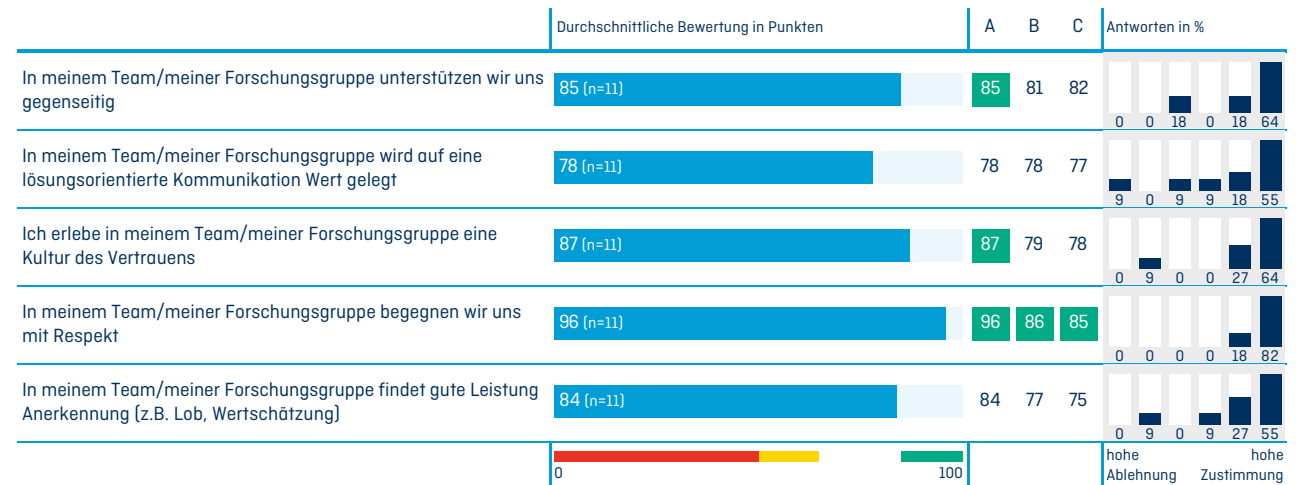 Durchschnittliche Bewertung in Punkten A B C Antworten in %
In meinem Team/meiner Forschungsgruppe unterstützen wir uns
gegenseitig
85 (n=11) 85 81 82
0 0 18 0 18 64
In meinem Team/meiner Forschungsgruppe wird auf eine
lösungsorientierte Kommunikation Wert gelegt
78 (n=11) 78 78 77
9 0 9 9 18 55
Ich erlebe in meinem Team/meiner Forschungsgruppe eine
Kultur des Vertrauens
87 (n=11) 87 79 78
0 9 0 0 27 64
In meinem Team/meiner Forschungsgruppe begegnen wir uns
mit Respekt
96 (n=11) 96 86 85
0 0 0 0 18 82
In meinem Team/meiner Forschungsgruppe findet gute Leistung
Anerkennung (z.B. Lob, Wertschätzung)
84 (n=11) 84 77 75
0 9 0 9 27 55
0 100
hohe hohe
Ablehnung Zustimmung